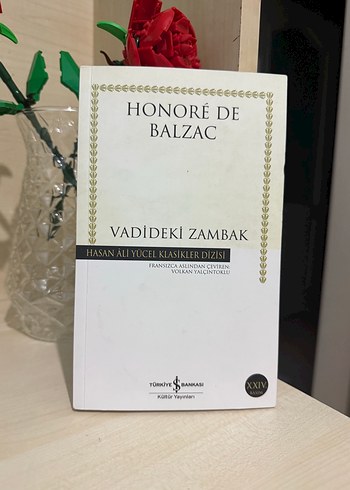 HONORÉ DE
BALZAC
VADİDEKİ ZAMBAK
HASAN ÂLİ YÜCEL KLASİKLER DİZİSİ
FRANSIZCA ASLINDAN ÇEVİREN:
VOLKAN YALÇINTOKLU
TÜRKİYE İŞ BANKASI
Kültür Yayınları
XXIV
BASIM